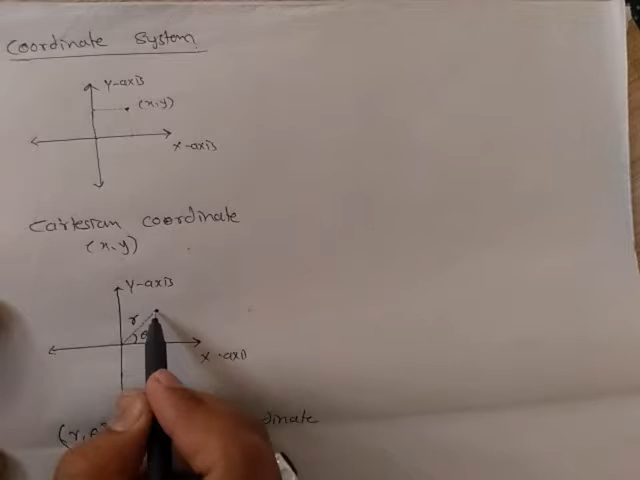 Coordinate System
Y-axis
(x,y)
X-axis
Cartesian coordinate
(x,y)
Y-axis
r
θ
X-axis